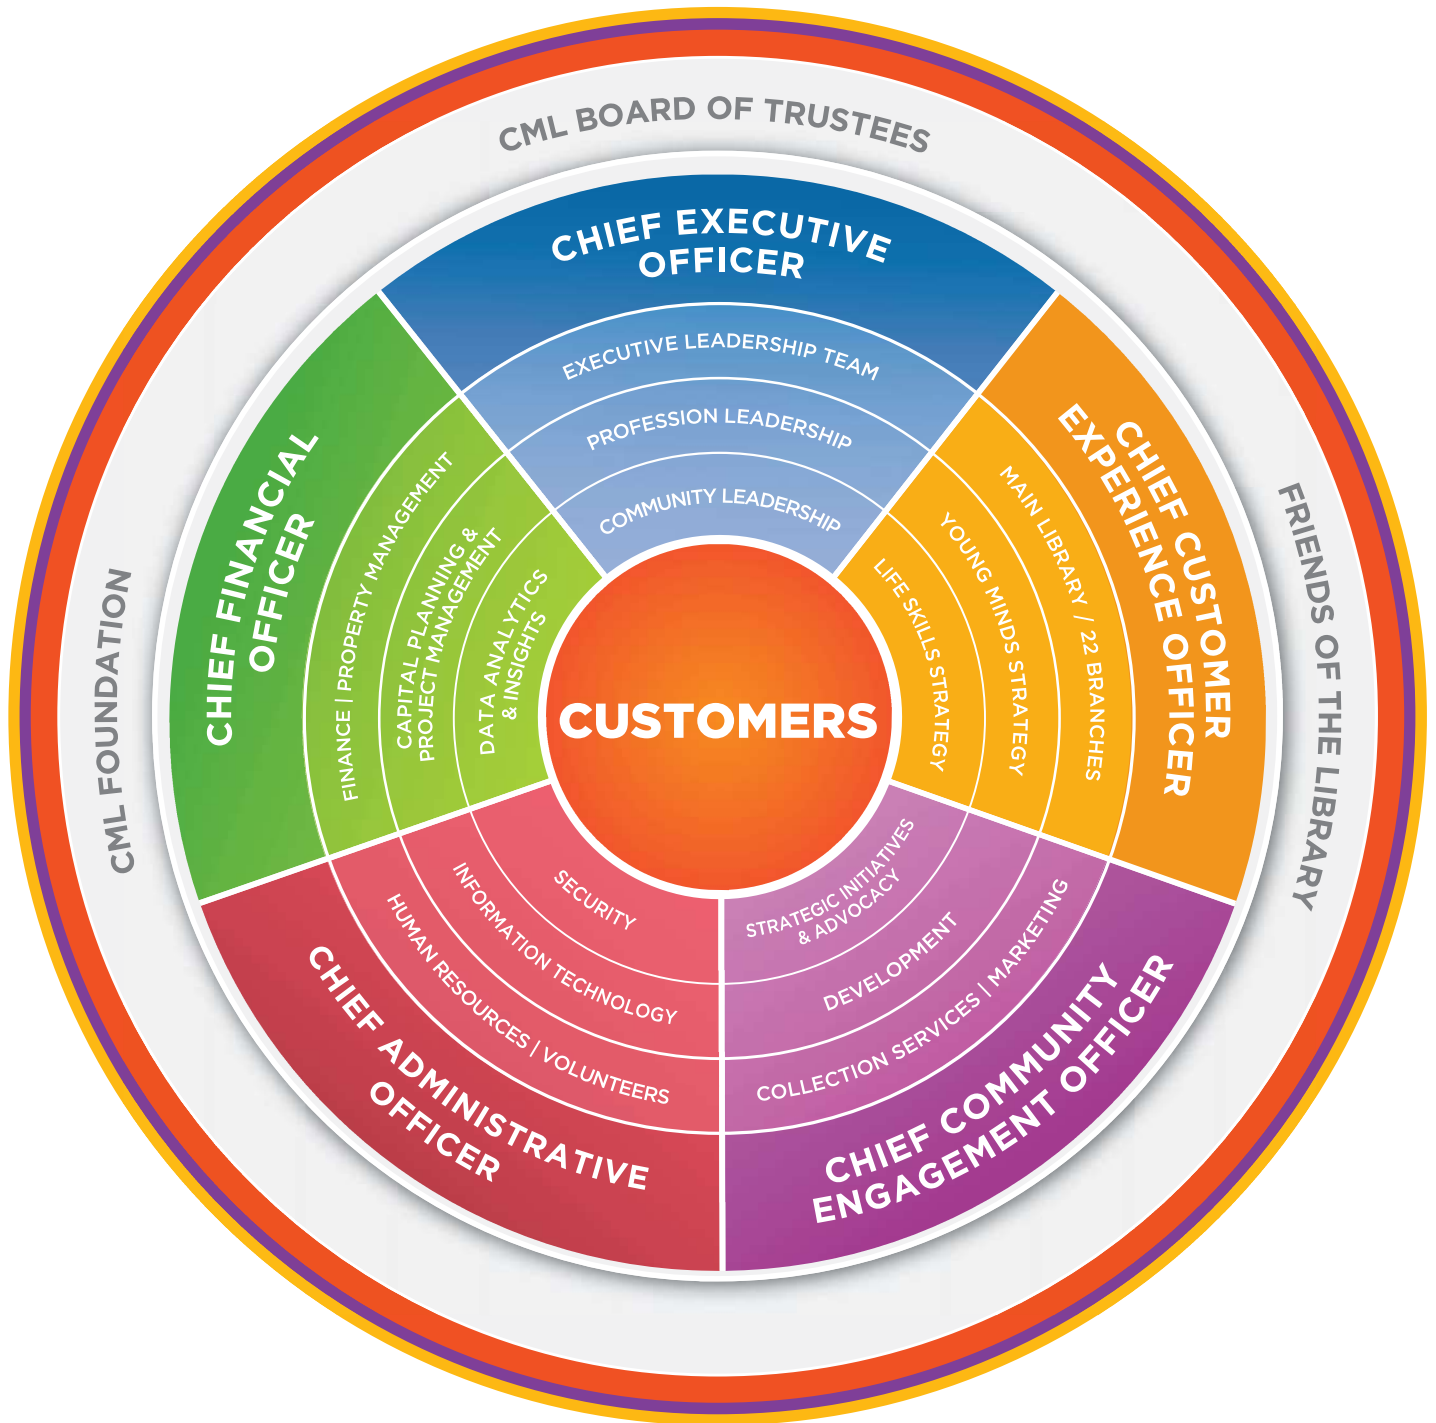 CML BOARD OF TRUSTEES
CHIEF EXECUTIVE
OFFICER
EXECUTIVE LEADERSHIP TEAM
PROFESSION LEADERSHIP
COMMUNITY LEADERSHIP
CHIEF CUSTOMER
EXPERIENCE OFFICER
MAIN LIBRARY / 22 BRANCHES
YOUNG MINDS STRATEGY
LIFE SKILLS STRATEGY
FRIENDS OF THE LIBRARY
CHIEF FINANCIAL
OFFICER
FINANCE | PROPERTY MANAGEMENT
CAPITAL PLANNING &
PROJECT MANAGEMENT
DATA ANALYTICS
& INSIGHTS
CML FOUNDATION
CUSTOMERS
SECURITY
INFORMATION TECHNOLOGY
HUMAN RESOURCES | VOLUNTEERS
CHIEF ADMINISTRATIVE
OFFICER
STRATEGIC INITIATIVES
& ADVOCACY
DEVELOPMENT
COLLECTION SERVICES | MARKETING
CHIEF COMMUNITY
ENGAGEMENT OFFICER